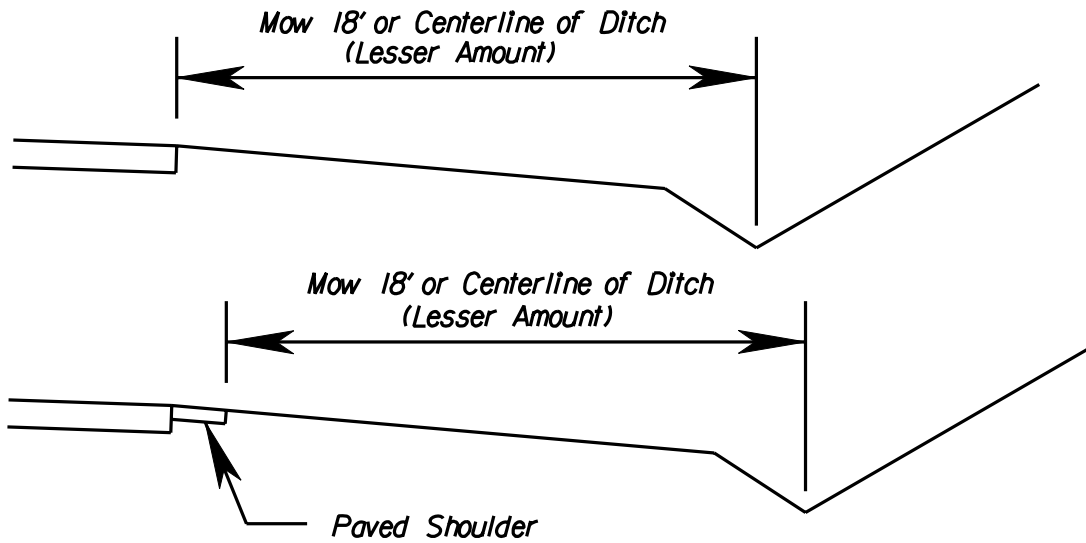 Mow 18' or Centerline of Ditch
(Lesser Amount)
Mow 18' or Centerline of Ditch
(Lesser Amount)
Paved Shoulder